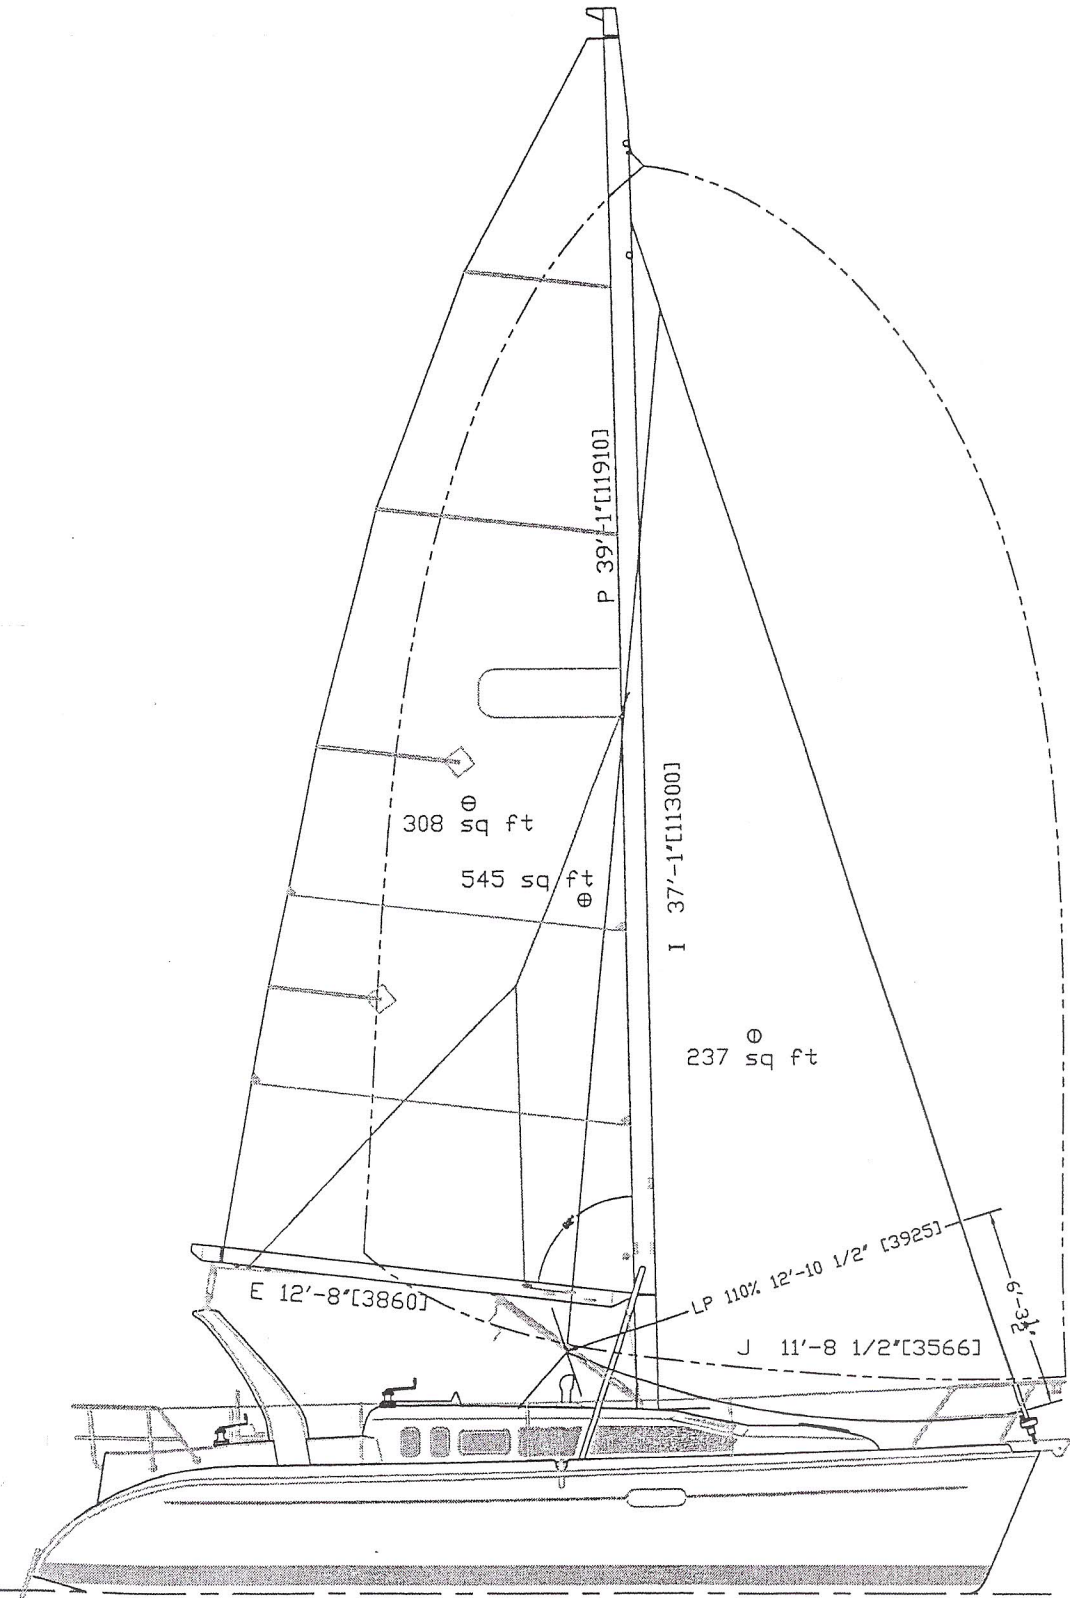 P 39'-1"[11910]
308 sq ft
545 sq ft
I 37'-1"[11300]
237 sq ft
LP 110% 12'-10 1/2" [3925]
6'-3½"
E 12'-8"[3860]
J 11'-8 1/2"[3566]